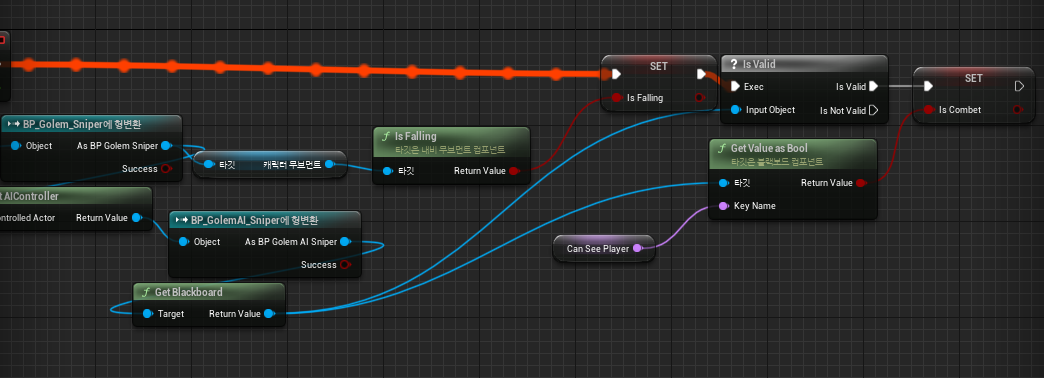 BP_Golem_Sniper에 형변환
Object
As BP Golem Sniper
Success
타깃
캐릭터 무브먼트
Is Falling
타깃은 내비 무브먼트 컴포넌트
타깃
Return Value
SET
Is Falling
Is Valid
Exec
Is Valid
Input Object
Is Not Valid
SET
Is Combet
Get Value as Bool
타깃은 블랙보드 컴포넌트
타깃
Return Value
Key Name
Can See Player
AIController
ontrolled Actor
Return Value
BP_GolemAI_Sniper에 형변환
Object
As BP Golem AI Sniper
Success
Get Blackboard
Target
Return Value